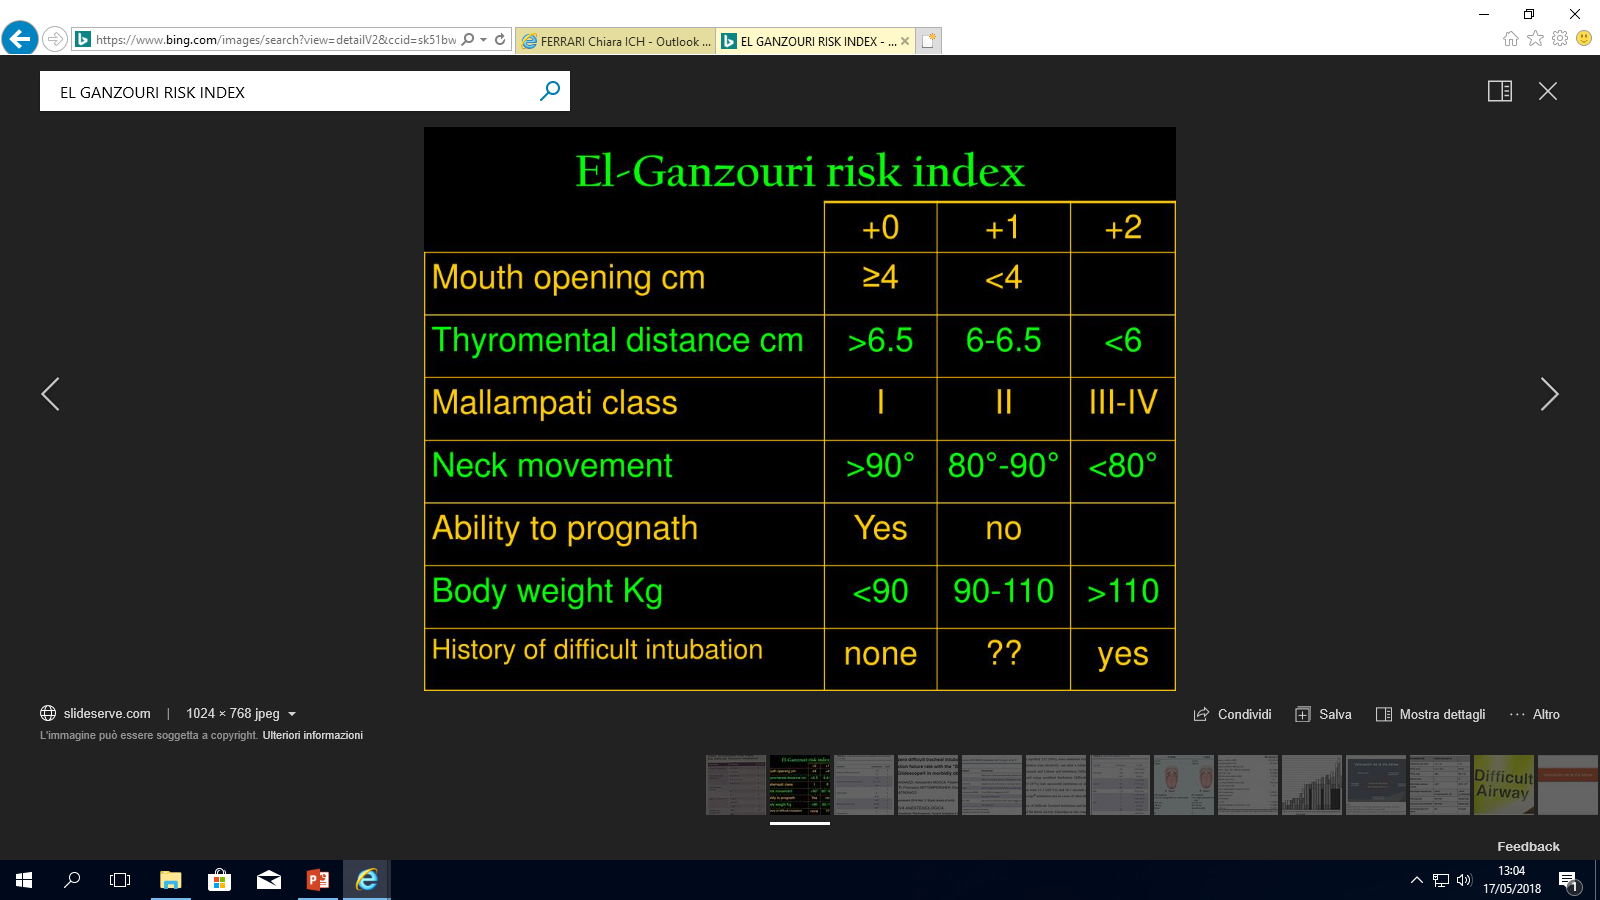 https://www.bing.com/images/search?view=detailV2&ccid=sk51bw
FERRARI Chiara ICH - Outlook ...
EL GANZOURI RISK INDEX - ...
EL GANZOURI RISK INDEX
El-Ganzouri risk index
+0 +1 +2
Mouth opening cm ≥4 <4
Thyromental distance cm >6.5 6-6.5 <6
Mallampati class I II III-IV
Neck movement >90° 80°-90° <80°
Ability to prognath Yes no
Body weight Kg <90 90-110 >110
History of difficult intubation none ?? yes
slideserve.com | 1024 × 768 jpeg
Condividi Salva Mostra dettagli ... Altro
L'immagine può essere soggetta a copyright. Ulteriori informazioni
Difficult
Airway
Feedback
13:04
17/05/2018
1